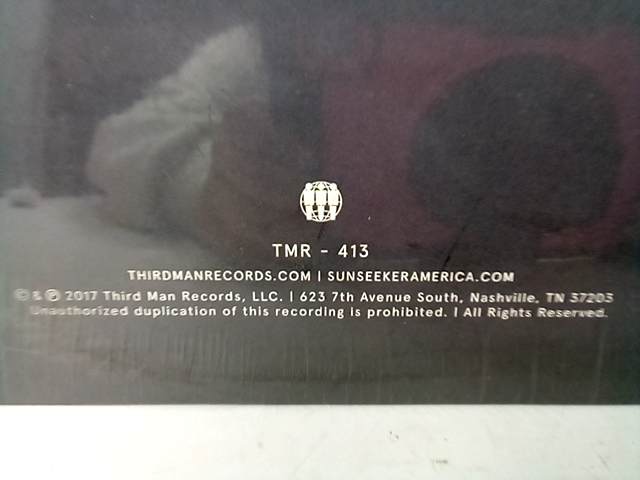 TMR - 413
THIRDMANRECORDS.COM | SUNSEEKERAMERICA.COM
© & ℗ 2017 Third Man Records, LLC. | 623 7th Avenue South, Nashville, TN 37203
Unauthorized duplication of this recording is prohibited. | All Rights Reserved.